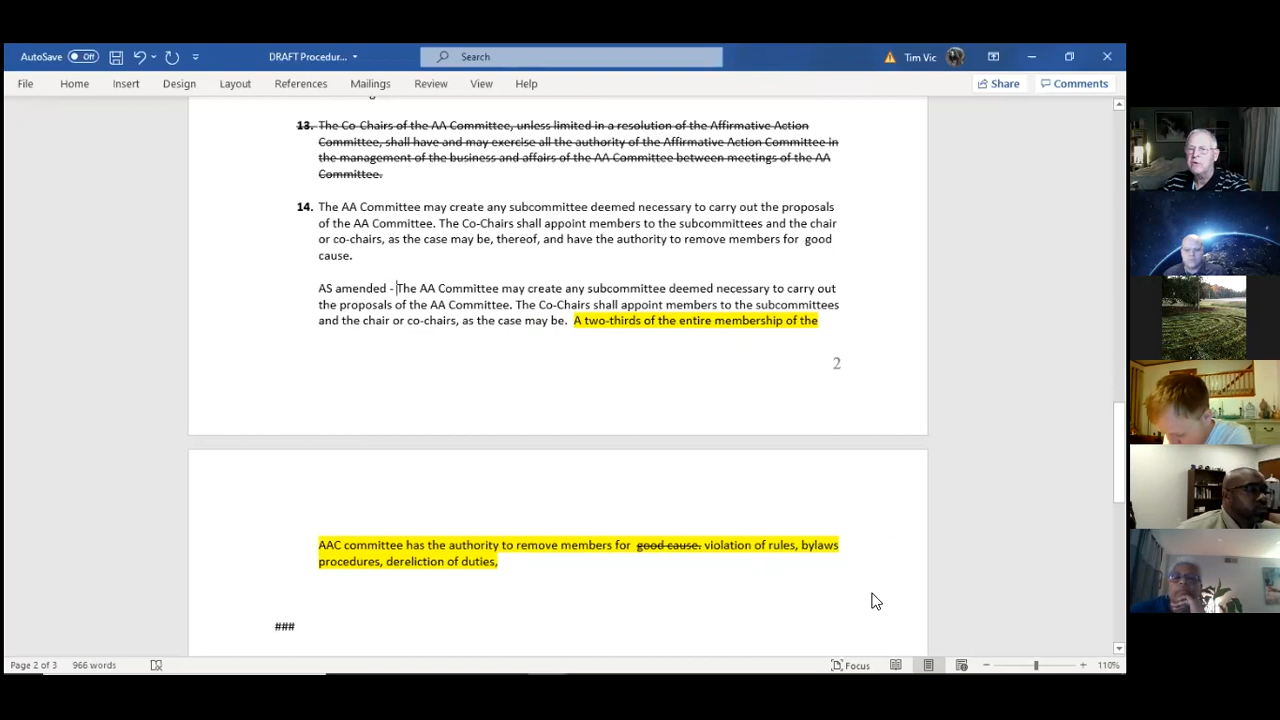 AutoSave Off DRAFT Procedur... Search Tim Vic
File Home Insert Design Layout References Mailings Review View Help Share Comments
13. The Co-Chairs of the AA Committee, unless limited in a resolution of the Affirmative Action
Committee, shall have and may exercise all the authority of the Affirmative Action Committee in
the management of the business and affairs of the AA Committee between meetings of the AA
Committee.
14. The AA Committee may create any subcommittee deemed necessary to carry out the proposals
of the AA Committee. The Co-Chairs shall appoint members to the subcommittees and the chair
or co-chairs, as the case may be, thereof, and have the authority to remove members for good
cause.
AS amended - The AA Committee may create any subcommittee deemed necessary to carry out
the proposals of the AA Committee. The Co-Chairs shall appoint members to the subcommittees
and the chair or co-chairs, as the case may be. A two-thirds of the entire membership of the
2
AAC committee has the authority to remove members for good cause. violation of rules, bylaws
procedures, dereliction of duties,
###
Page 2 of 3 966 words Focus 110%